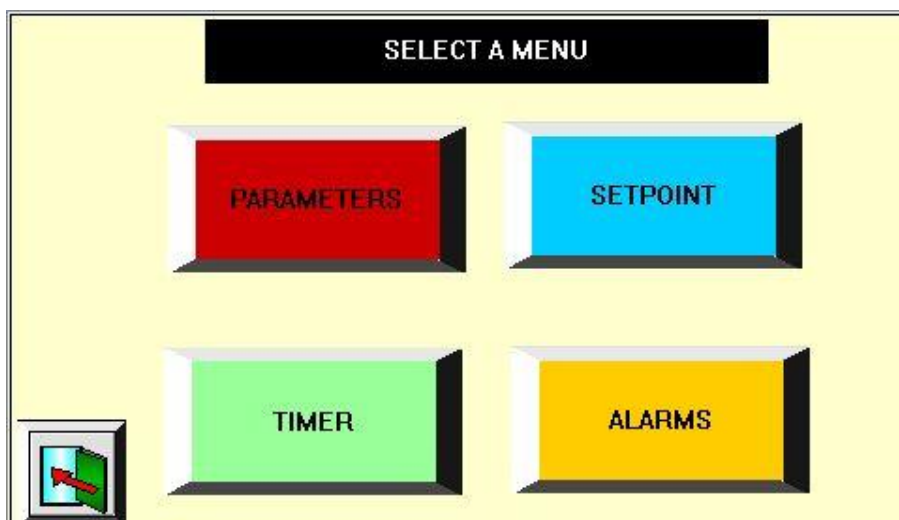 SELECT A MENU
PARAMETERS
SETPOINT
TIMER
ALARMS